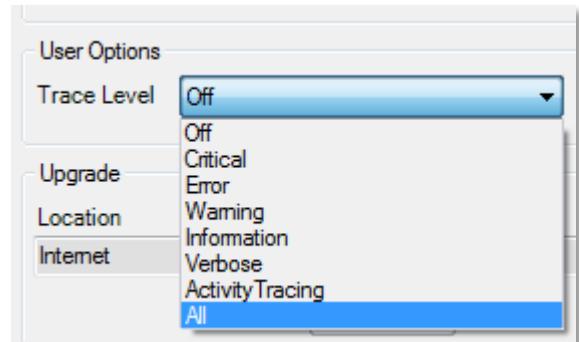 User Options
Trace Level Off
Off
Critical
Error
Warning
Information
Verbose
ActivityTracing
All
Upgrade
Location
Internet